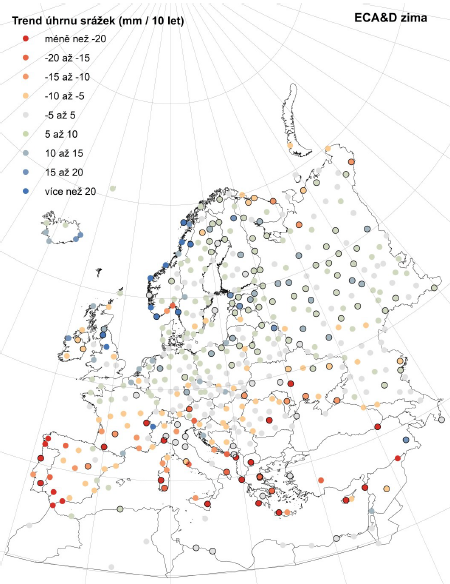 Trend úhrnu srážek (mm / 10 let)
ECA&D zima
méně než -20
-20 až -15
-15 až -10
-10 až -5
-5 až 5
5 až 10
10 až 15
15 až 20
více než 20